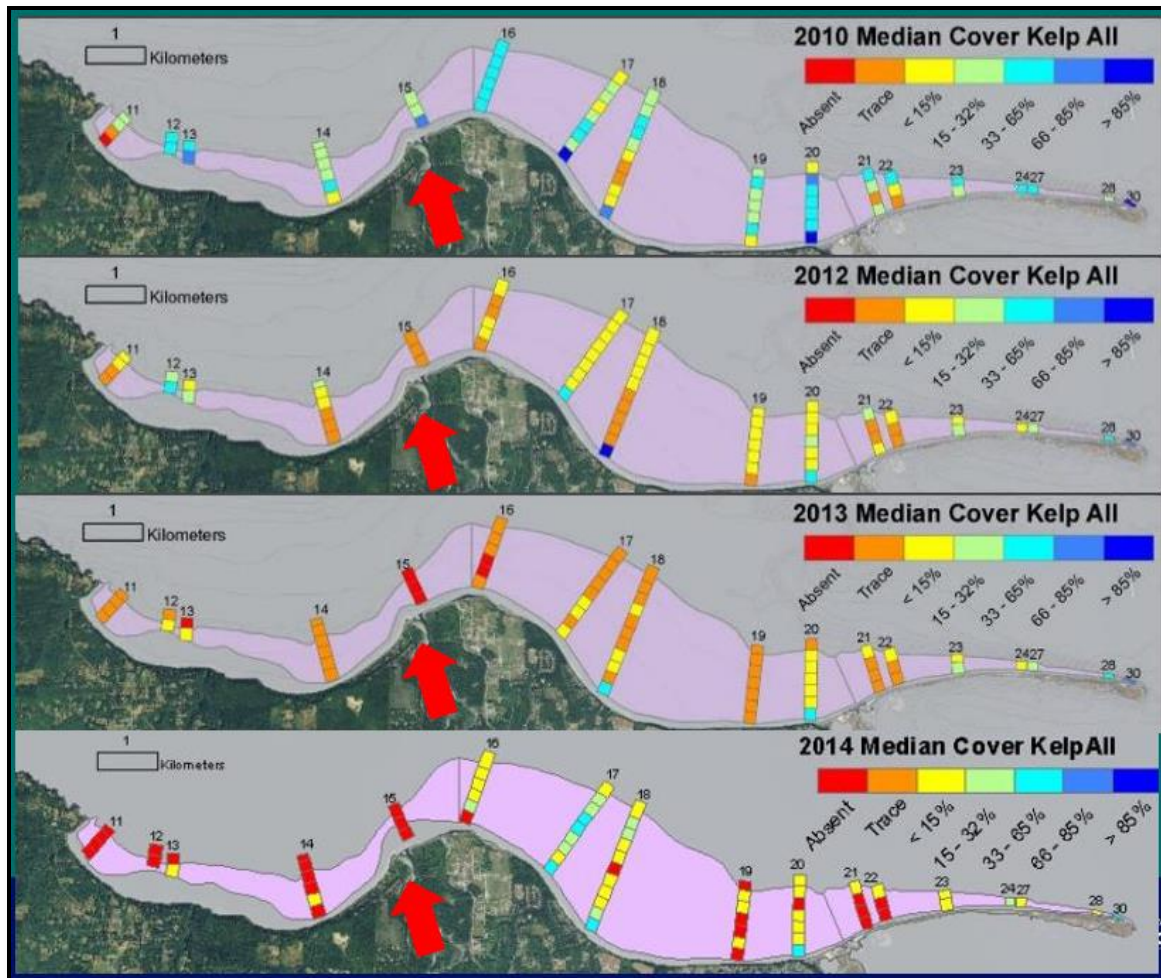 1
Kilometers
2010 Median Cover Kelp All
Absent
Trace
< 15%
15 - 32%
33 - 65%
66 - 85%
> 85%
11
12
13
14
15
16
17
18
19
20
21
22
23
24 27
28
30
1
Kilometers
2012 Median Cover Kelp All
Absent
Trace
< 15%
15 - 32%
33 - 65%
66 - 85%
> 85%
11
12
13
14
15
16
17
18
19
20
21
22
23
24 27
28
30
1
Kilometers
2013 Median Cover Kelp All
Absent
Trace
< 15%
15 - 32%
33 - 65%
66 - 85%
> 85%
11
12
13
14
15
16
17
18
19
20
21
22
23
24 27
28
30
1
Kilometers
2014 Median Cover Kelp All
Absent
Trace
< 15%
15 - 32%
33 - 65%
66 - 85%
> 85%
11
12
13
14
15
16
17
18
19
20
21
22
23
24 27
28
30